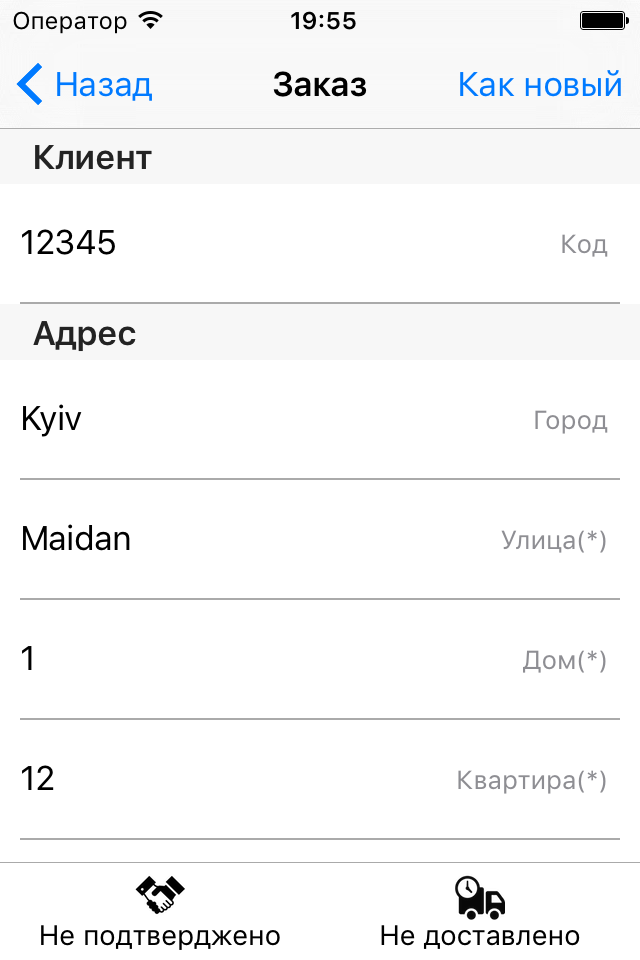 Оператор 19:55
Назад Заказ Как новый
Клиент
12345 Код
Адрес
Kyiv Город
Maidan Улица(*)
1 Дом(*)
12 Квартира(*)
Не подтверджено Не доставлено